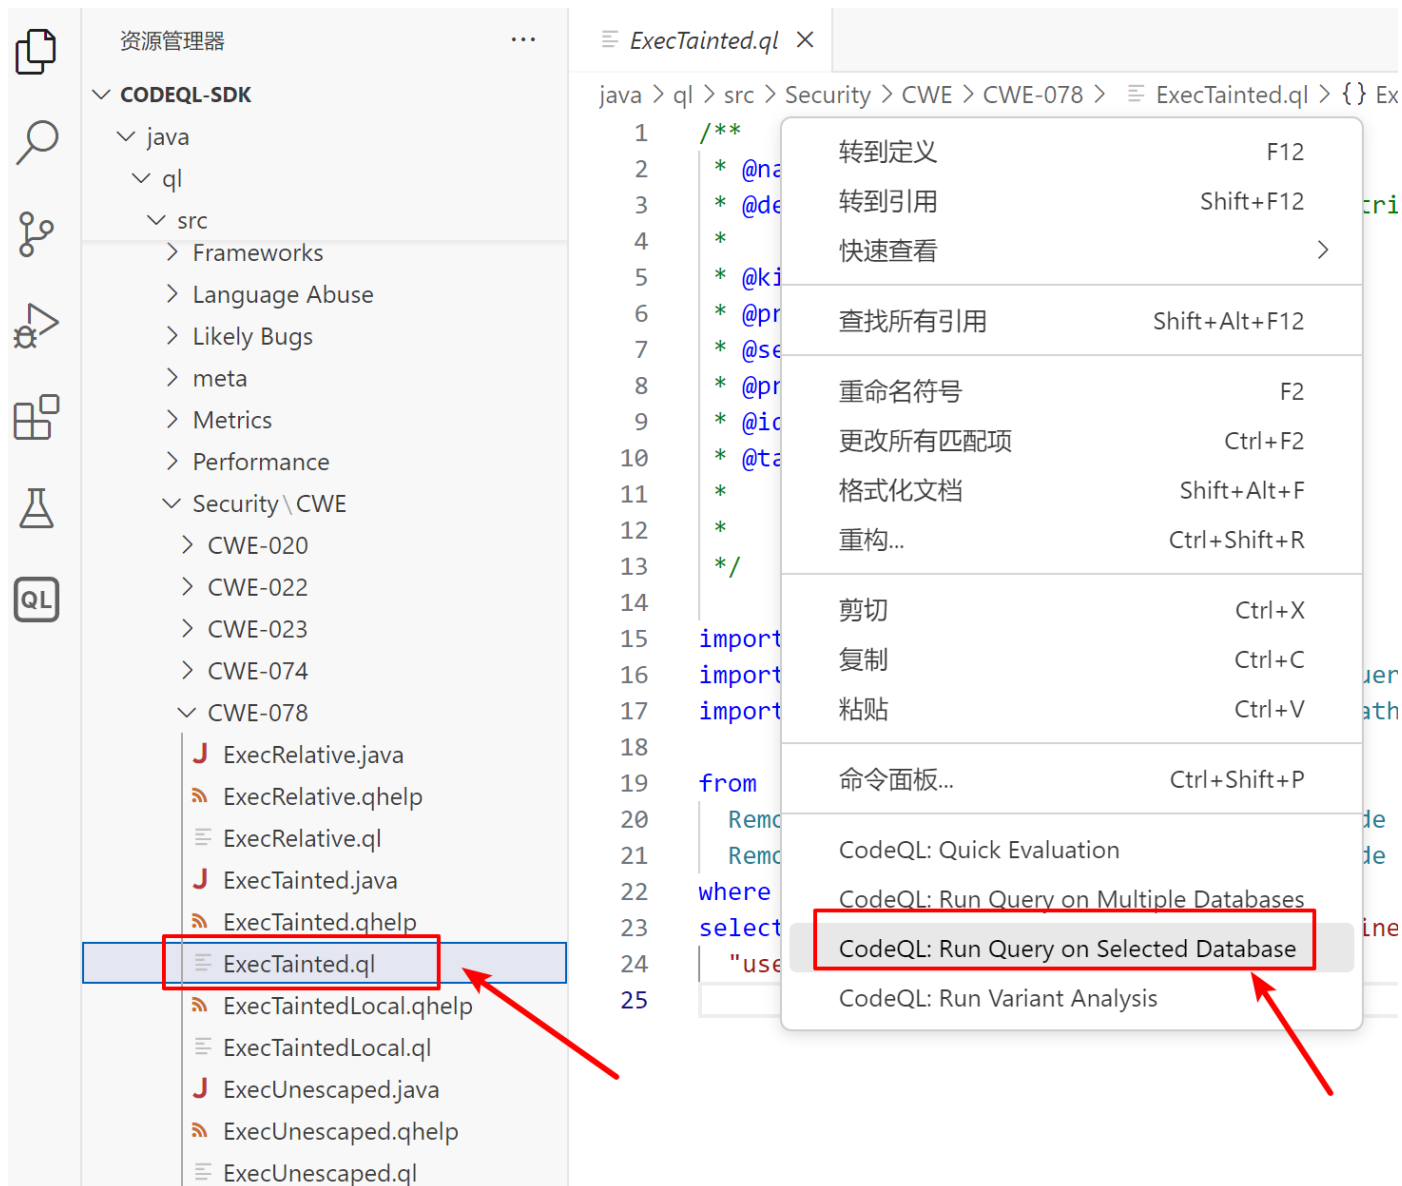 资源管理器
CODEQL-SDK
java
ql
src
Frameworks
Language Abuse
Likely Bugs
meta
Metrics
Performance
Security\CWE
CWE-020
CWE-022
CWE-023
CWE-074
CWE-078
ExecRelative.java
ExecRelative.qhelp
ExecRelative.ql
ExecTainted.java
ExecTainted.qhelp
ExecTainted.ql
ExecTaintedLocal.qhelp
ExecTaintedLocal.ql
ExecUnescaped.java
ExecUnescaped.qhelp
ExecUnescaped.ql
QL
ExecTainted.ql
java > ql > src > Security > CWE > CWE-078 > ExecTainted.ql > {} Ex
1 /**
2 * @na
3 * @de tri
4 *
5 * @ki
6 * @pr
7 * @se
8 * @pr
9 * @id
10 * @ta
11 *
12 *
13 */
14
15 import
16 import uer
17 import ath
18
19 from
20 Remo de
21 Remo de
22 where
23 select ine
24 "use
25
转到定义 F12
转到引用 Shift+F12
快速查看
查找所有引用 Shift+Alt+F12
重命名符号 F2
更改所有匹配项 Ctrl+F2
格式化文档 Shift+Alt+F
重构... Ctrl+Shift+R
剪切 Ctrl+X
复制 Ctrl+C
粘贴 Ctrl+V
命令面板... Ctrl+Shift+P
CodeQL: Quick Evaluation
CodeQL: Run Query on Multiple Databases
CodeQL: Run Query on Selected Database
CodeQL: Run Variant Analysis